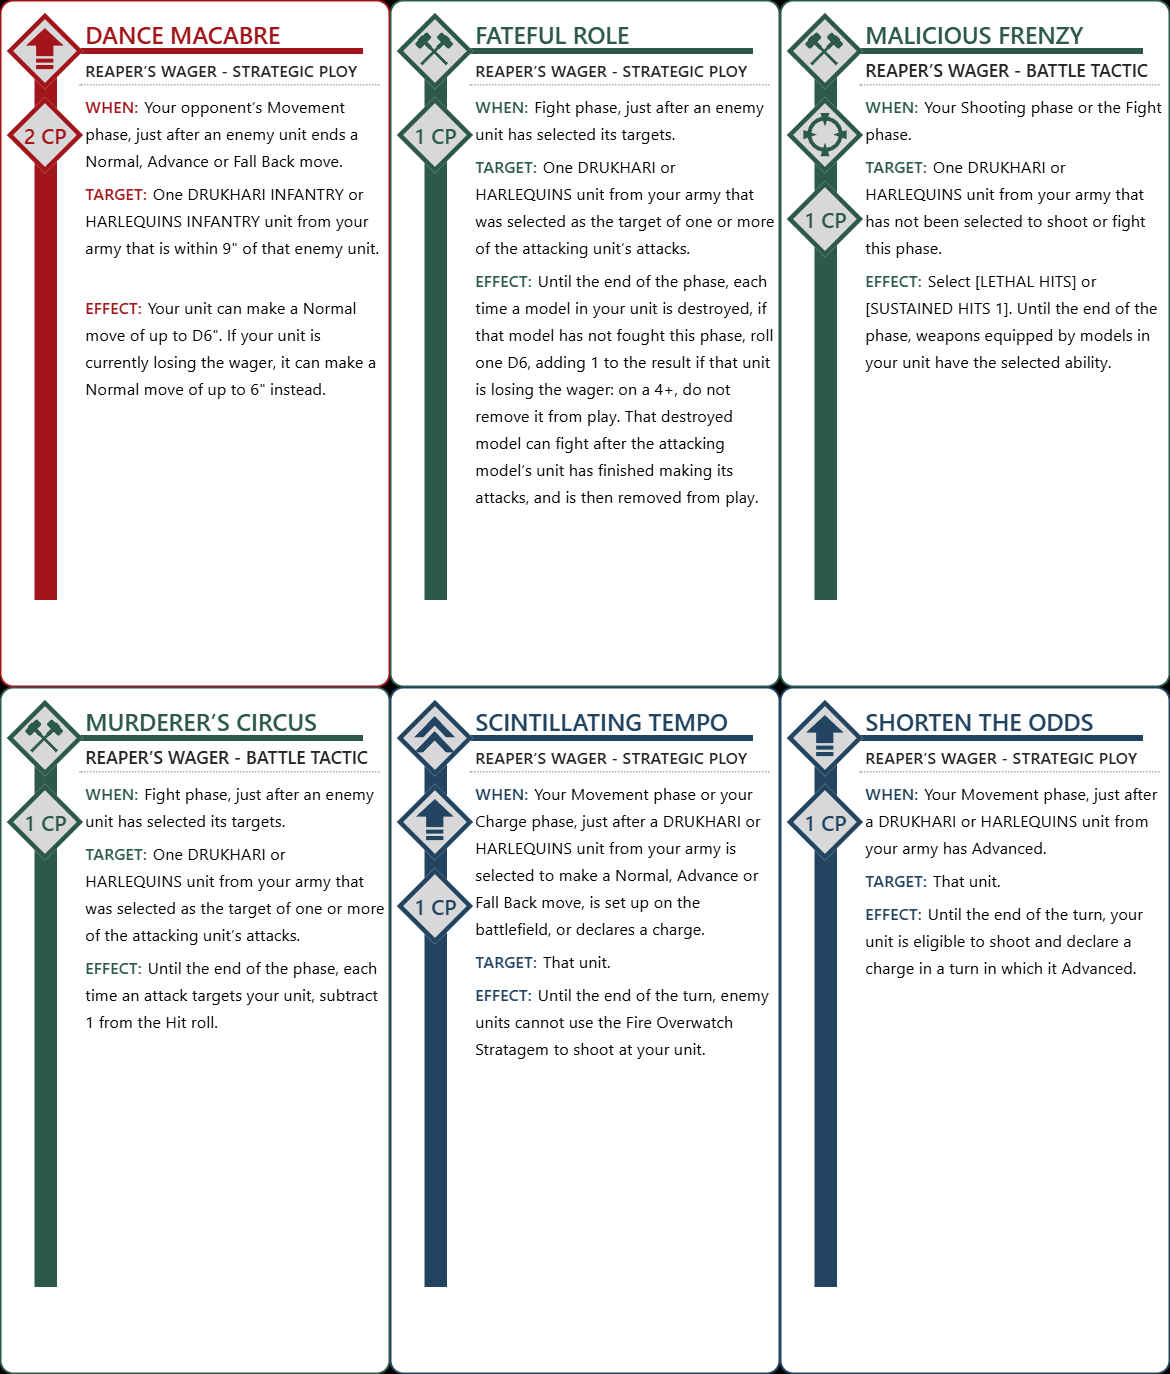 DANCE MACABRE
REAPER’S WAGER - STRATEGIC PLOY
2 CP
WHEN: Your opponent’s Movement
phase, just after an enemy unit ends a
Normal, Advance or Fall Back move.
TARGET: One DRUKHARI INFANTRY or
HARLEQUINS INFANTRY unit from your
army that is within 9" of that enemy unit.
EFFECT: Your unit can make a Normal
move of up to D6". If your unit is
currently losing the wager, it can make a
Normal move of up to 6" instead.
FATEFUL ROLE
REAPER’S WAGER - STRATEGIC PLOY
1 CP
WHEN: Fight phase, just after an enemy
unit has selected its targets.
TARGET: One DRUKHARI or
HARLEQUINS unit from your army that
was selected as the target of one or more
of the attacking unit’s attacks.
EFFECT: Until the end of the phase, each
time a model in your unit is destroyed, if
that model has not fought this phase, roll
one D6, adding 1 to the result if that unit
is losing the wager: on a 4+, do not
remove it from play. That destroyed
model can fight after the attacking
model’s unit has finished making its
attacks, and is then removed from play.
MALICIOUS FRENZY
REAPER’S WAGER - BATTLE TACTIC
1 CP
WHEN: Your Shooting phase or the Fight
phase.
TARGET: One DRUKHARI or
HARLEQUINS unit from your army that
has not been selected to shoot or fight
this phase.
EFFECT: Select [LETHAL HITS] or
[SUSTAINED HITS 1]. Until the end of the
phase, weapons equipped by models in
your unit have the selected ability.
MURDERER’S CIRCUS
REAPER’S WAGER - BATTLE TACTIC
1 CP
WHEN: Fight phase, just after an enemy
unit has selected its targets.
TARGET: One DRUKHARI or
HARLEQUINS unit from your army that
was selected as the target of one or more
of the attacking unit’s attacks.
EFFECT: Until the end of the phase, each
time an attack targets your unit, subtract
1 from the Hit roll.
SCINTILLATING TEMPO
REAPER’S WAGER - STRATEGIC PLOY
1 CP
WHEN: Your Movement phase or your
Charge phase, just after a DRUKHARI or
HARLEQUINS unit from your army is
selected to make a Normal, Advance or
Fall Back move, is set up on the
battlefield, or declares a charge.
TARGET: That unit.
EFFECT: Until the end of the turn, enemy
units cannot use the Fire Overwatch
Stratagem to shoot at your unit.
SHORTEN THE ODDS
REAPER’S WAGER - STRATEGIC PLOY
1 CP
WHEN: Your Movement phase, just after
a DRUKHARI or HARLEQUINS unit from
your army has Advanced.
TARGET: That unit.
EFFECT: Until the end of the turn, your
unit is eligible to shoot and declare a
charge in a turn in which it Advanced.